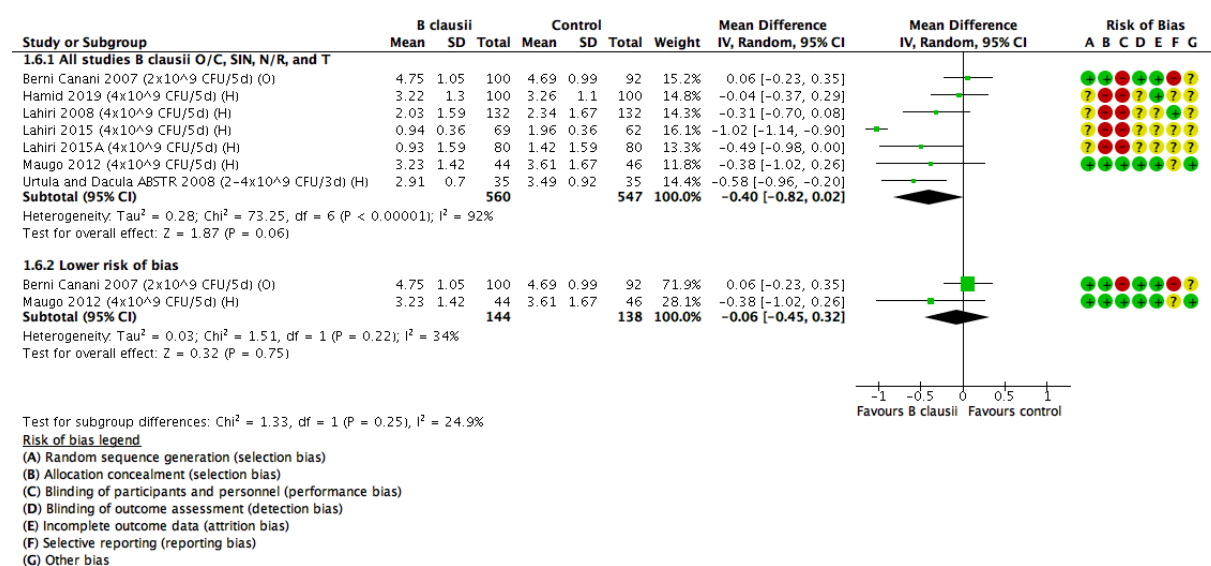 B clausii Control Mean Difference Mean Difference Risk of Bias
Study or Subgroup Mean SD Total Mean SD Total Weight IV, Random, 95% CI IV, Random, 95% CI A B C D E F G
1.6.1 All studies B clausii O/C, SIN, N/R, and T
Berni Canani 2007 (2x10^9 CFU/5d) (O) 4.75 1.05 100 4.69 0.99 92 15.2% 0.06 [-0.23, 0.35] + + - + + - ?
Hamid 2019 (4x10^9 CFU/5d) (H) 3.22 1.3 100 3.26 1.1 100 14.8% -0.04 [-0.37, 0.29] ? - - ? + ? ?
Lahiri 2008 (4x10^9 CFU/5d) (H) 2.03 1.59 132 2.34 1.67 132 14.3% -0.31 [-0.70, 0.08] ? - - ? ? + ?
Lahiri 2015 (4x10^9 CFU/5d) (H) 0.94 0.36 69 1.96 0.36 62 16.1% -1.02 [-1.14, -0.90] ? - - ? ? ? ?
Lahiri 2015A (4x10^9 CFU/5d) (H) 0.93 1.59 80 1.42 1.59 80 13.3% -0.49 [-0.98, 0.00] ? - - ? ? ? ?
Maugo 2012 (4x10^9 CFU/5d) (H) 3.23 1.42 44 3.61 1.67 46 11.8% -0.38 [-1.02, 0.26] + + + + + ? +
Urtula and Dacula ABSTR 2008 (2-4x10^9 CFU/3d) (H) 2.91 0.7 35 3.49 0.92 35 14.4% -0.58 [-0.96, -0.20]
Subtotal (95% CI) 560 547 100.0% -0.40 [-0.82, 0.02]
Heterogeneity: Tau² = 0.28; Chi² = 73.25, df = 6 (P < 0.00001); I² = 92%
Test for overall effect: Z = 1.87 (P = 0.06)
1.6.2 Lower risk of bias
Berni Canani 2007 (2x10^9 CFU/5d) (O) 4.75 1.05 100 4.69 0.99 92 71.9% 0.06 [-0.23, 0.35] + + - + + - ?
Maugo 2012 (4x10^9 CFU/5d) (H) 3.23 1.42 44 3.61 1.67 46 28.1% -0.38 [-1.02, 0.26] + + + + + ? +
Subtotal (95% CI) 144 138 100.0% -0.06 [-0.45, 0.32]
Heterogeneity: Tau² = 0.03; Chi² = 1.51, df = 1 (P = 0.22); I² = 34%
Test for overall effect: Z = 0.32 (P = 0.75)
-1 -0.5 0 0.5 1
Favours B clausii Favours control
Test for subgroup differences: Chi² = 1.33, df = 1 (P = 0.25), I² = 24.9%
Risk of bias legend
(A) Random sequence generation (selection bias)
(B) Allocation concealment (selection bias)
(C) Blinding of participants and personnel (performance bias)
(D) Blinding of outcome assessment (detection bias)
(E) Incomplete outcome data (attrition bias)
(F) Selective reporting (reporting bias)
(G) Other bias